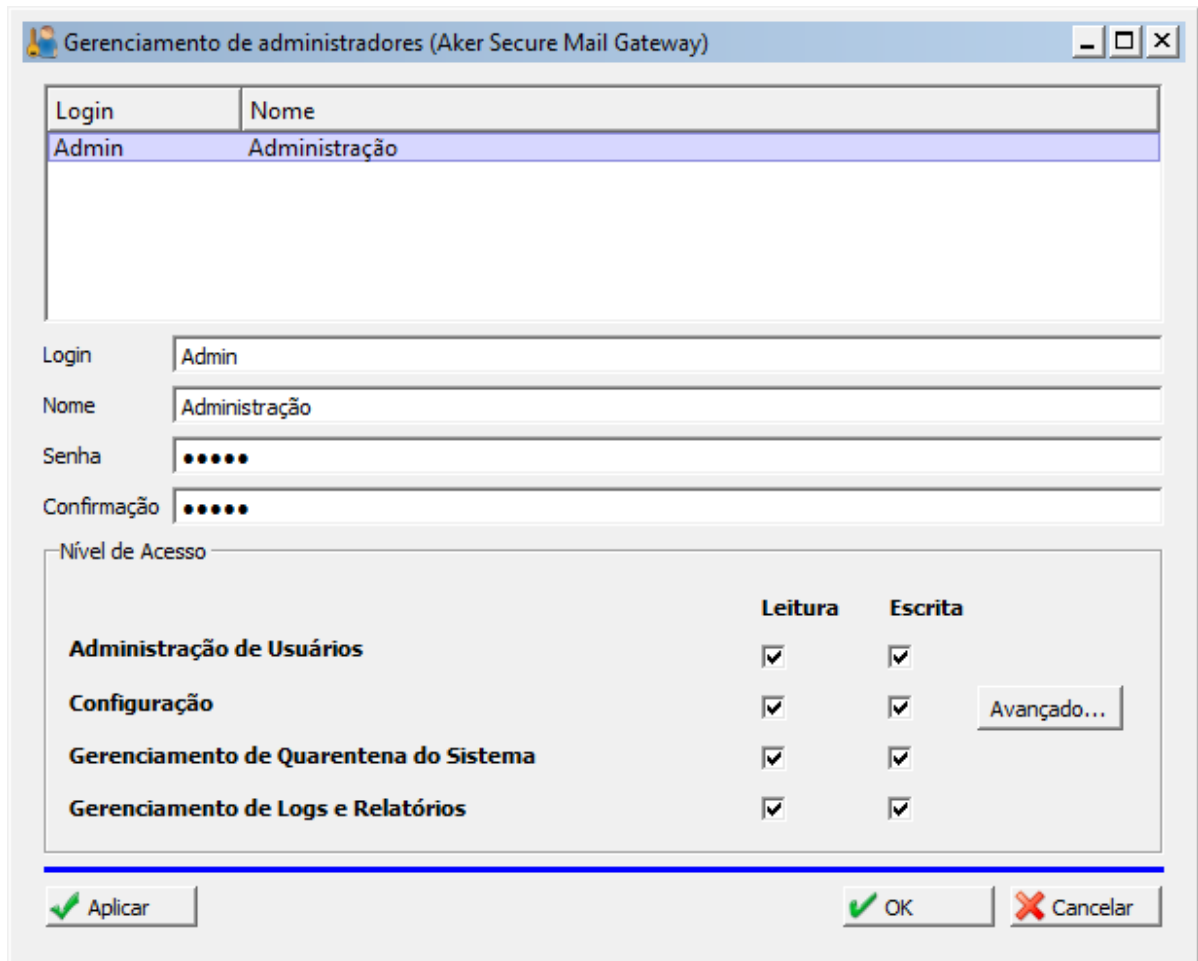 Gerenciamento de administradores (Aker Secure Mail Gateway)
Login Nome
Admin Administração
Login Admin
Nome Administração
Senha •••••
Confirmação •••••
Nível de Acesso
Leitura Escrita
Administração de Usuários
Configuração Avançado...
Gerenciamento de Quarentena do Sistema
Gerenciamento de Logs e Relatórios
Aplicar OK Cancelar